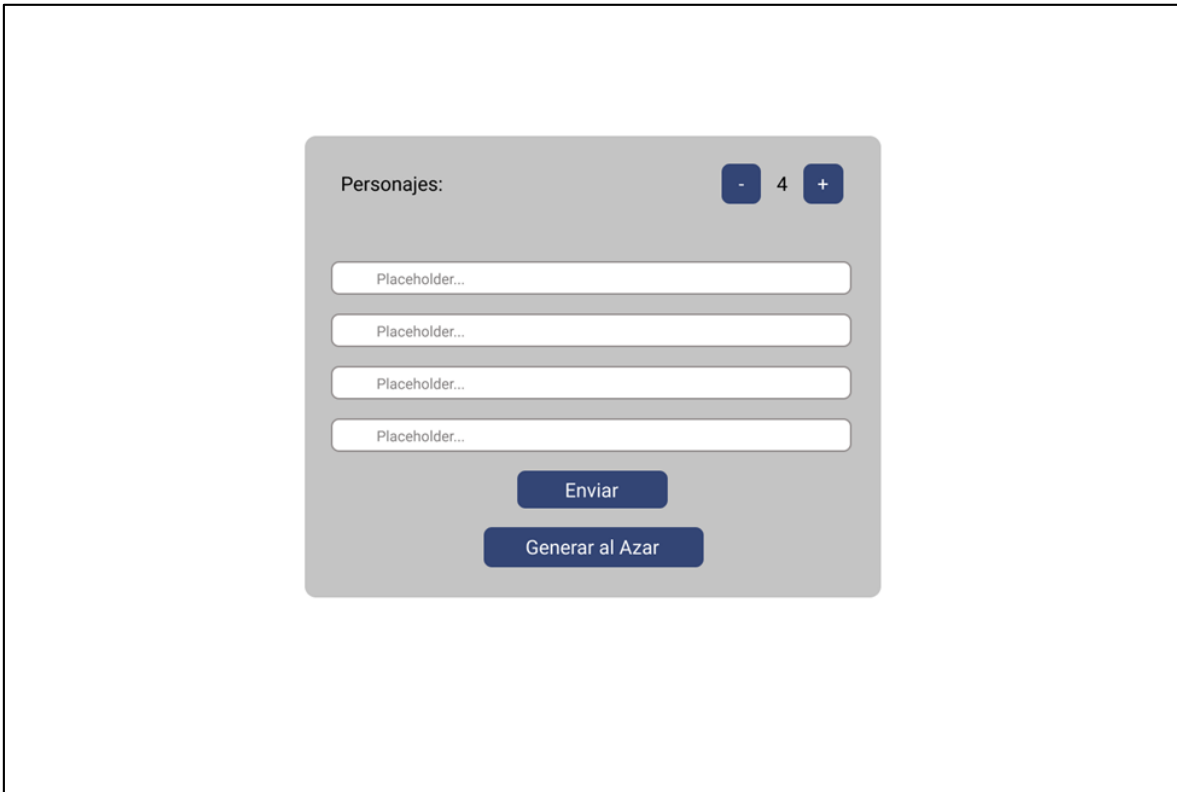 Personajes: - 4 +
Placeholder...
Placeholder...
Placeholder...
Placeholder...
Enviar
Generar al Azar